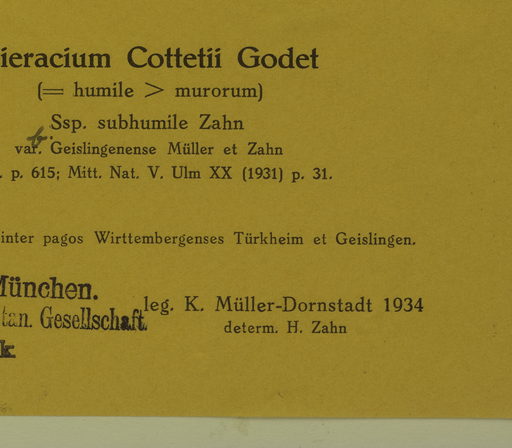 ieracium Cottetii Godet
(= humile > murorum)
Ssp. subhumile Zahn
var. Geislingenense Müller et Zahn
. p. 615; Mitt. Nat. V. Ulm XX (1931) p. 31.
inter pagos Wirttembergenses Türkheim et Geislingen.
München.
tan. Gesellschaft
k
leg. K. Müller-Dornstadt 1934
determ. H. Zahn